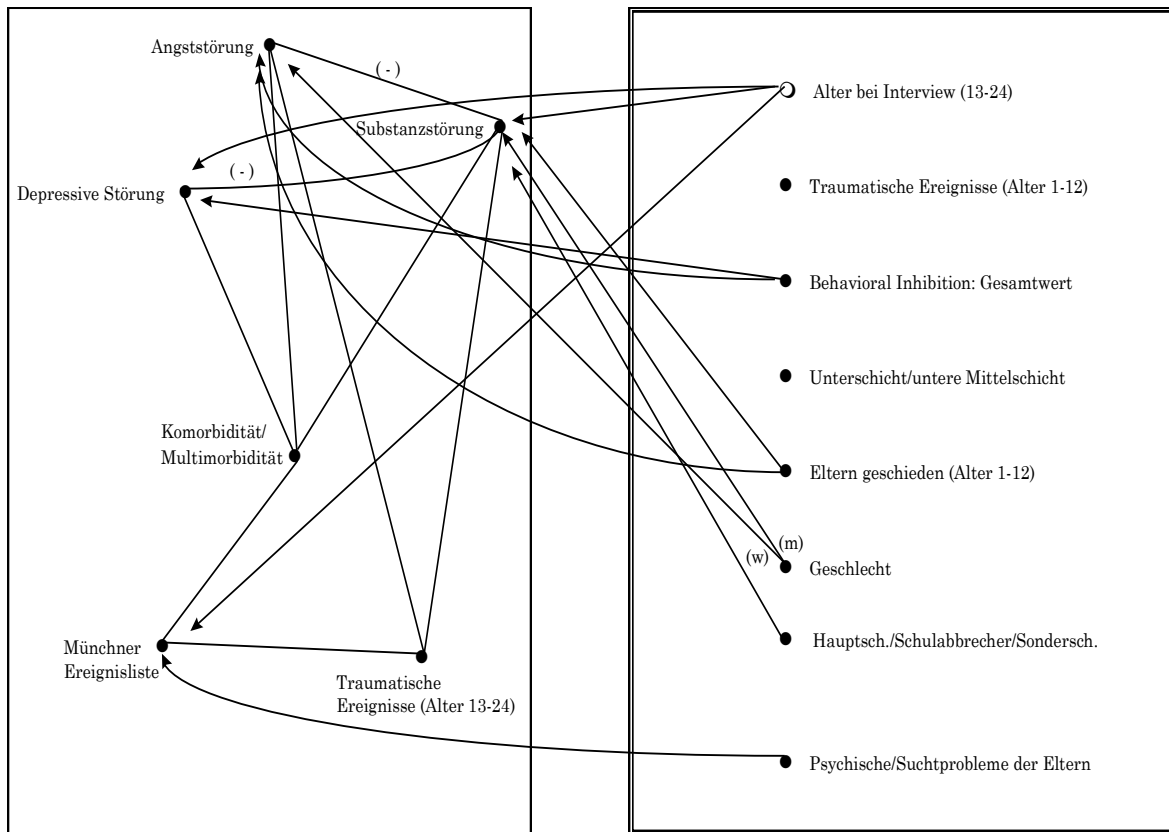 Angststörung
( - )
Substanzstörung
( - )
Depressive Störung
Komorbidität/
Multimorbidität
Münchner
Ereignisliste
Traumatische
Ereignisse (Alter 13-24)
Alter bei Interview (13-24)
Traumatische Ereignisse (Alter 1-12)
Behavioral Inhibition: Gesamtwert
Unterschicht/untere Mittelschicht
Eltern geschieden (Alter 1-12)
(m)
(w)
Geschlecht
Hauptsch./Schulabbrecher/Sondersch.
Psychische/Suchtprobleme der Eltern